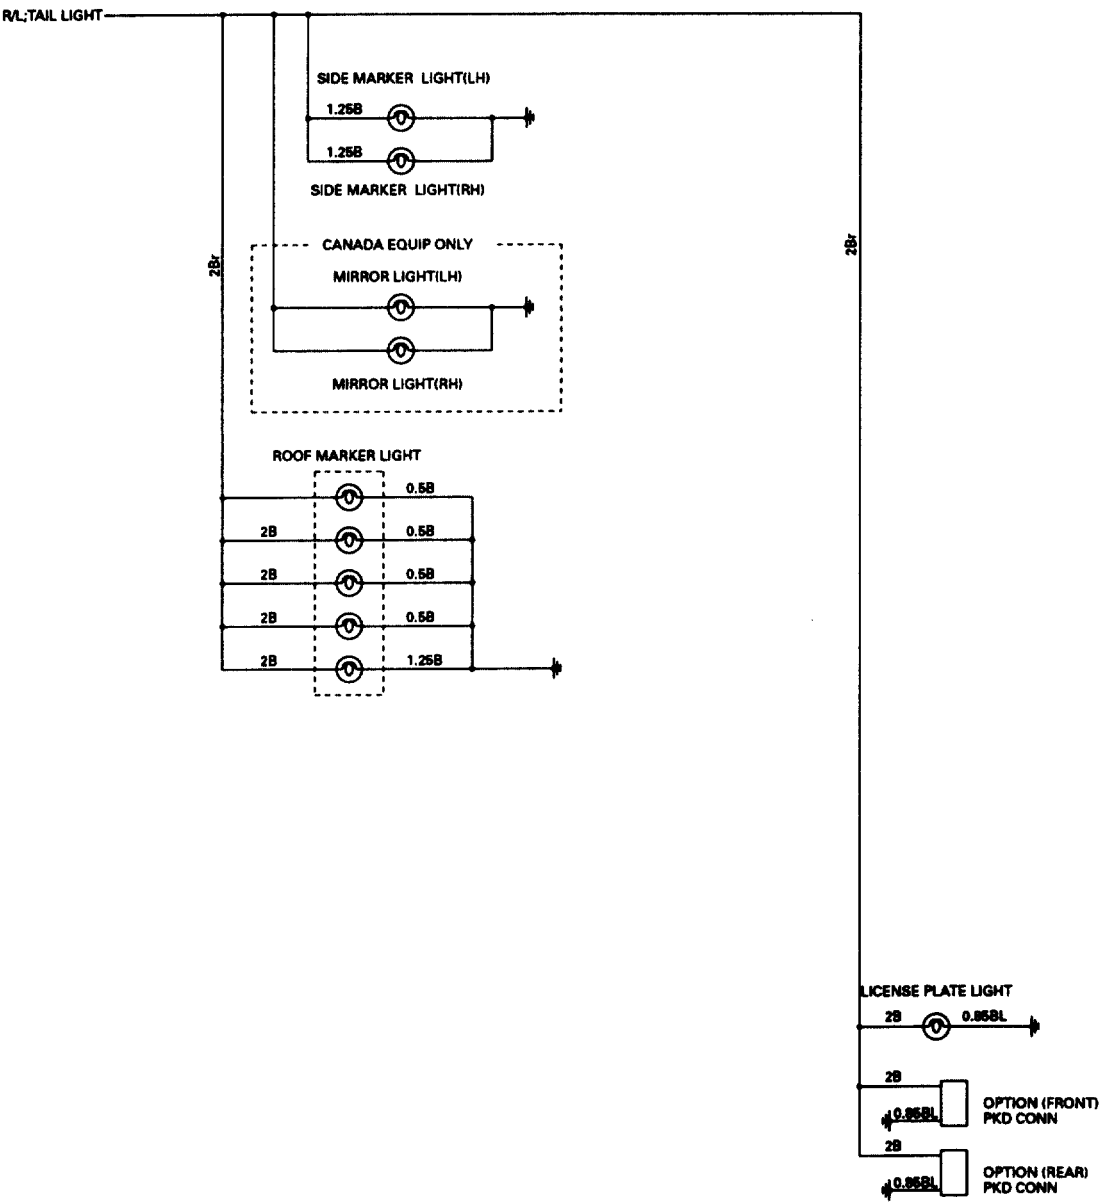 R/L;TAIL LIGHT
SIDE MARKER LIGHT(LH)
1.25B
1.25B
SIDE MARKER LIGHT(RH)
2Br
2Br
CANADA EQUIP ONLY
MIRROR LIGHT(LH)
MIRROR LIGHT(RH)
ROOF MARKER LIGHT
0.5B
2B 0.5B
2B 0.5B
2B 0.5B
2B 1.25B
LICENSE PLATE LIGHT
2B 0.85BL
2B
OPTION (FRONT)
0.85BL
PKD CONN
2B
OPTION (REAR)
0.85BL
PKD CONN